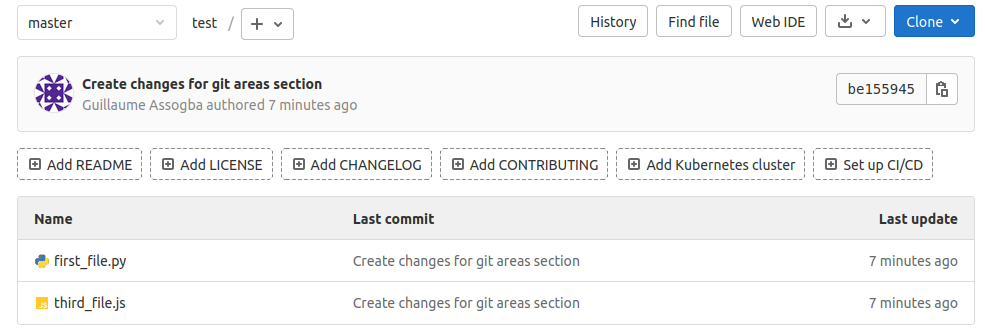 master test / History Find file Web IDE Clone
Create changes for git areas section
Guillaume Assogba authored 7 minutes ago be155945
Add README Add LICENSE Add CHANGELOG Add CONTRIBUTING Add Kubernetes cluster Set up CI/CD
Name Last commit Last update
first_file.py Create changes for git areas section 7 minutes ago
JS third_file.js Create changes for git areas section 7 minutes ago